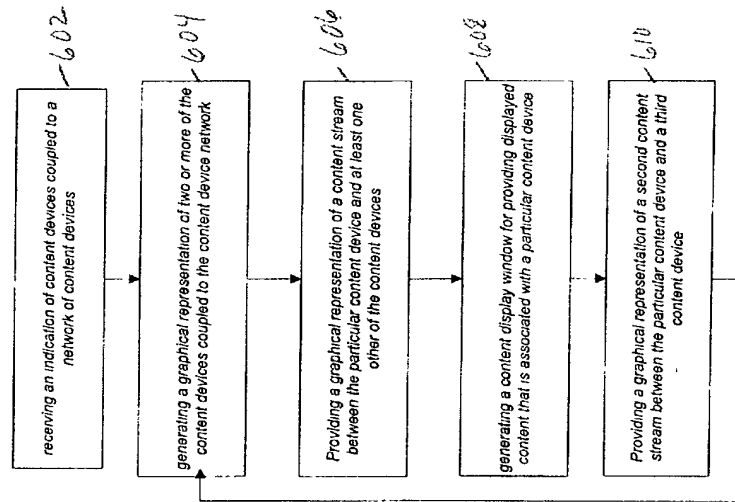 602
receiving an indication of content devices coupled to a
network of content devices
604
generating a graphical representation of two or more of the
content devices coupled to the content device network
606
Providing a graphical representation of a content stream
between the particular content device and at least one
other of the content devices
608
generating a content display window for providing displayed
content that is associated with a particular content device
610
Providing a graphical representation of a second content
stream between the particular content device and a third
content device